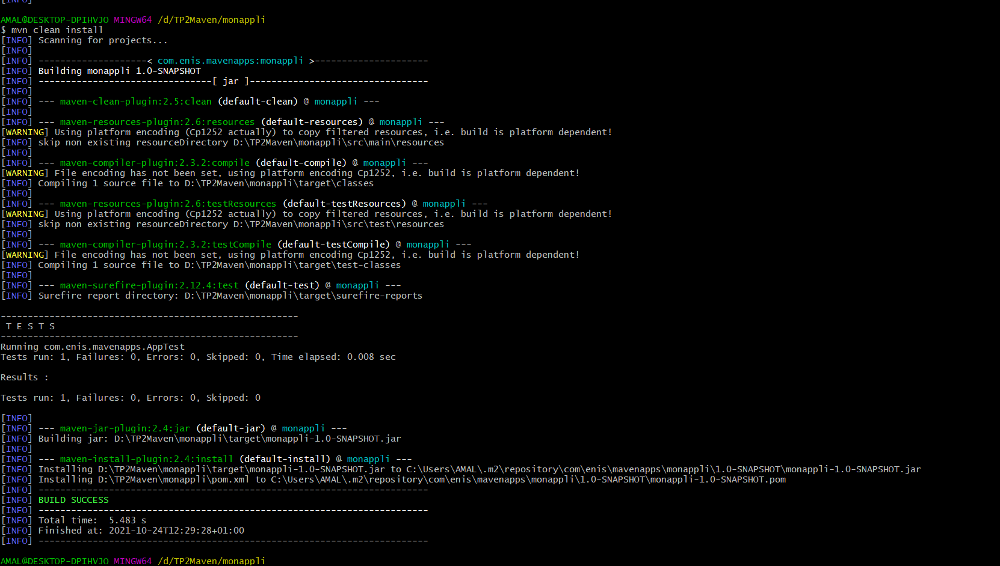 [INFO]
AMAL@DESKTOP-DPIHVJO MINGW64 /d/TP2Maven/monappli
$ mvn clean install
[INFO] Scanning for projects...
[INFO]
[INFO] --------------------< com.enis.mavenapps:monappli >---------------------
[INFO] Building monappli 1.0-SNAPSHOT
[INFO] --------------------------------[ jar ]---------------------------------
[INFO]
[INFO] --- maven-clean-plugin:2.5:clean (default-clean) @ monappli ---
[INFO]
[INFO] --- maven-resources-plugin:2.6:resources (default-resources) @ monappli ---
[WARNING] Using platform encoding (Cp1252 actually) to copy filtered resources, i.e. build is platform dependent!
[INFO] skip non existing resourceDirectory D:\TP2Maven\monappli\src\main\resources
[INFO]
[INFO] --- maven-compiler-plugin:2.3.2:compile (default-compile) @ monappli ---
[WARNING] File encoding has not been set, using platform encoding Cp1252, i.e. build is platform dependent!
[INFO] Compiling 1 source file to D:\TP2Maven\monappli\target\classes
[INFO]
[INFO] --- maven-resources-plugin:2.6:testResources (default-testResources) @ monappli ---
[WARNING] Using platform encoding (Cp1252 actually) to copy filtered resources, i.e. build is platform dependent!
[INFO] skip non existing resourceDirectory D:\TP2Maven\monappli\src\test\resources
[INFO]
[INFO] --- maven-compiler-plugin:2.3.2:testCompile (default-testCompile) @ monappli ---
[WARNING] File encoding has not been set, using platform encoding Cp1252, i.e. build is platform dependent!
[INFO] Compiling 1 source file to D:\TP2Maven\monappli\target\test-classes
[INFO]
[INFO] --- maven-surefire-plugin:2.12.4:test (default-test) @ monappli ---
[INFO] Surefire report directory: D:\TP2Maven\monappli\target\surefire-reports
-------------------------------------------------------
T E S T S
-------------------------------------------------------
Running com.enis.mavenapps.AppTest
Tests run: 1, Failures: 0, Errors: 0, Skipped: 0, Time elapsed: 0.008 sec
Results :
Tests run: 1, Failures: 0, Errors: 0, Skipped: 0
[INFO]
[INFO] --- maven-jar-plugin:2.4:jar (default-jar) @ monappli ---
[INFO] Building jar: D:\TP2Maven\monappli\target\monappli-1.0-SNAPSHOT.jar
[INFO]
[INFO] --- maven-install-plugin:2.4:install (default-install) @ monappli ---
[INFO] Installing D:\TP2Maven\monappli\target\monappli-1.0-SNAPSHOT.jar to C:\Users\AMAL\.m2\repository\com\enis\mavenapps\monappli\1.0-SNAPSHOT\monappli-1.0-SNAPSHOT.jar
[INFO] Installing D:\TP2Maven\monappli\pom.xml to C:\Users\AMAL\.m2\repository\com\enis\mavenapps\monappli\1.0-SNAPSHOT\monappli-1.0-SNAPSHOT.pom
[INFO] ------------------------------------------------------------------------
[INFO] BUILD SUCCESS
[INFO] ------------------------------------------------------------------------
[INFO] Total time:  5.483 s
[INFO] Finished at: 2021-10-24T12:29:28+01:00
[INFO] ------------------------------------------------------------------------
AMAL@DESKTOP-DPIHVJO MINGW64 /d/TP2Maven/monappli